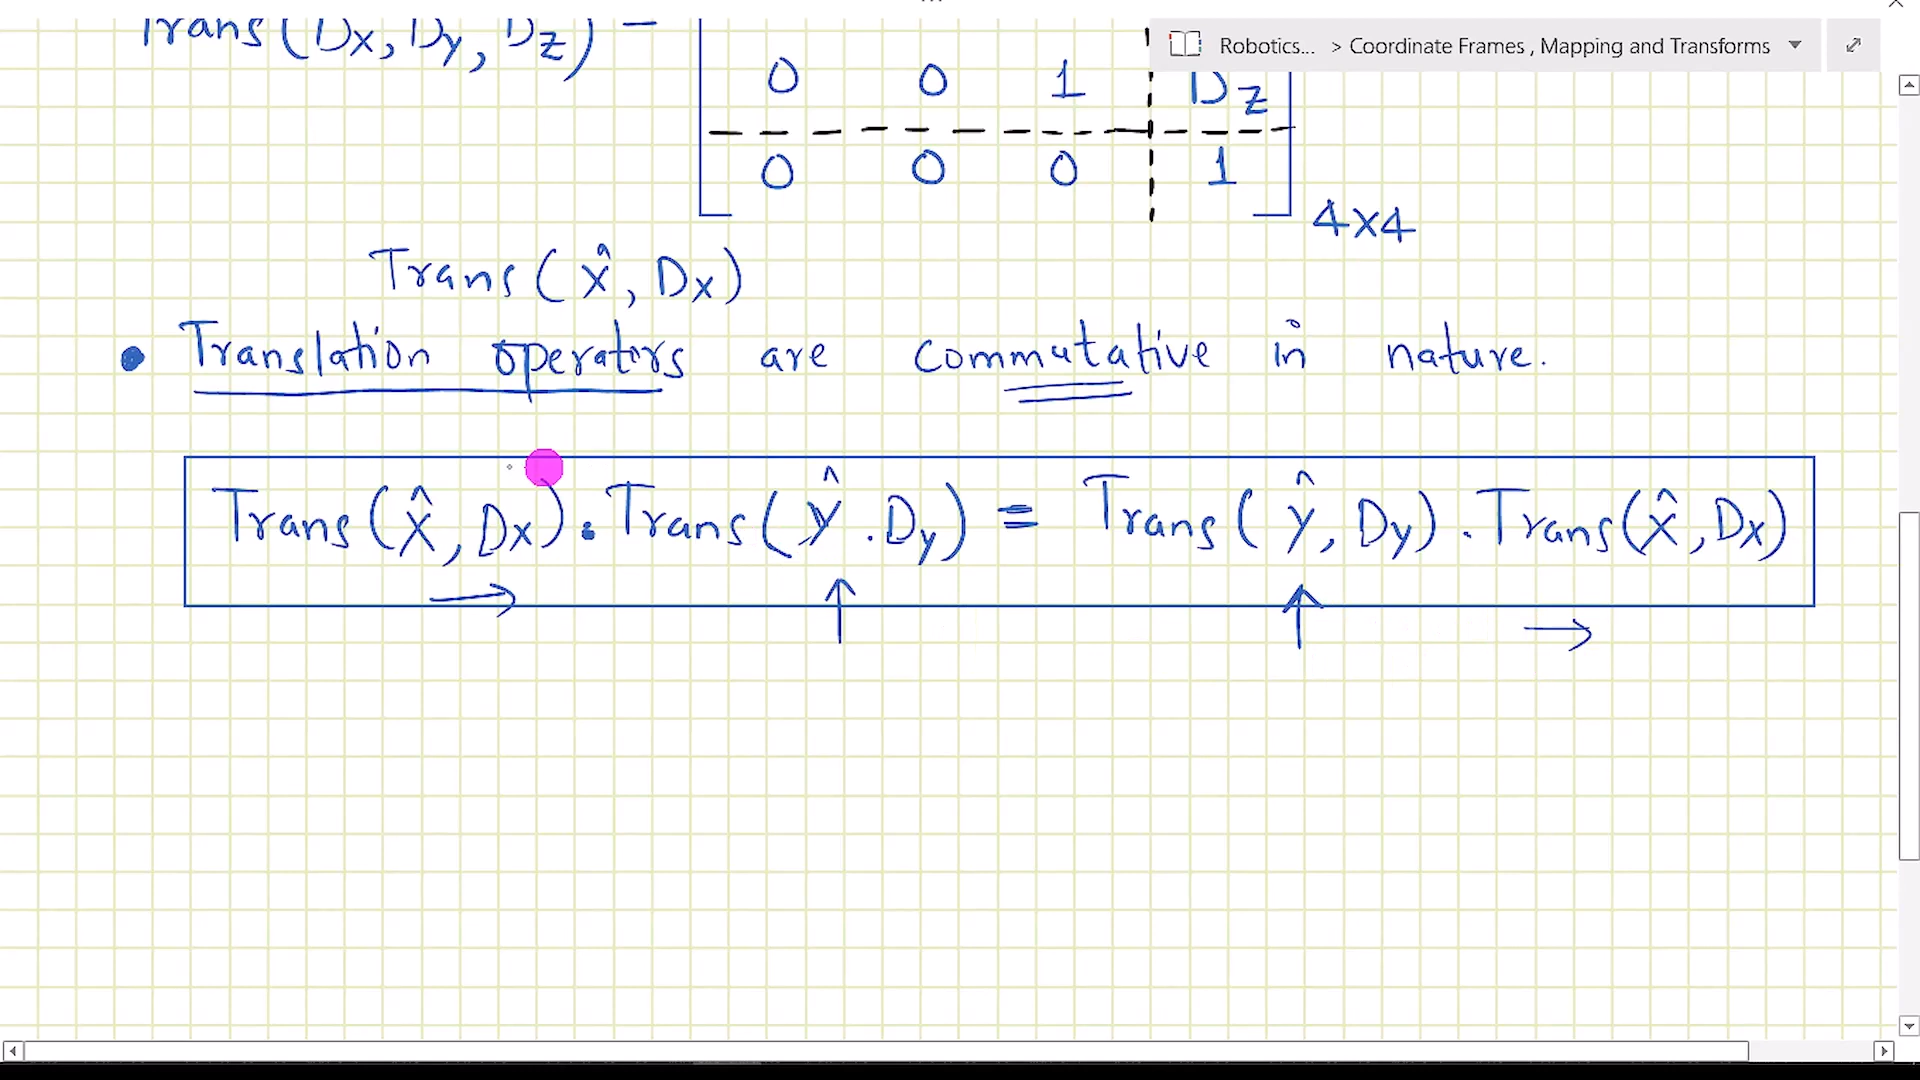 Robotics... > Coordinate Frames , Mapping and Transforms
Trans(Dx, Dy, Dz) =
0 0 1 Dz
0 0 0 1
4x4
Trans(x̂, Dx)
• Translation operators are commutative in nature.
Trans(x̂, Dx) . Trans(ŷ . Dy) = Trans(ŷ, Dy) . Trans(x̂, Dx)